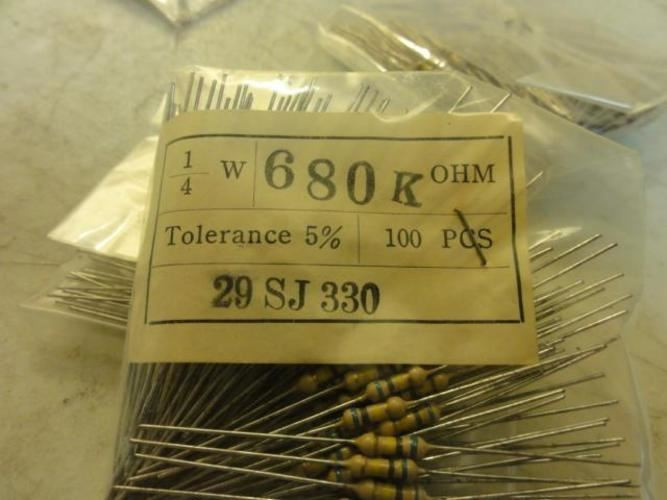 1/4 W 680 K OHM
Tolerance 5% 100 PCS
29 SJ 330